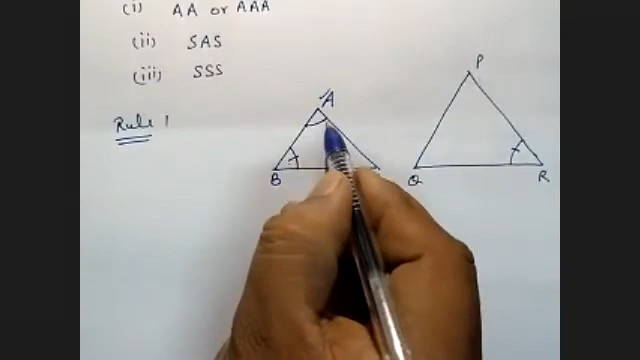 (i) AA or AAA
(ii) SAS
(iii) SSS
Rule 1
A
B
P
Q
R